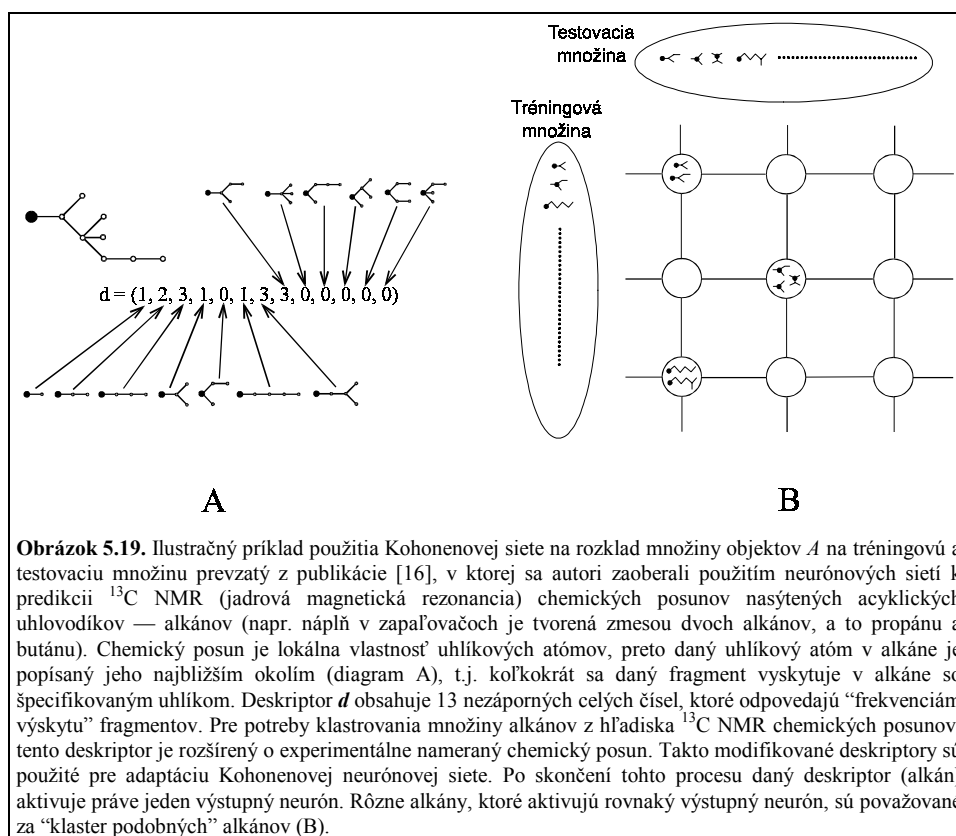 Testovacia
množina
Tréningová
množina
d = (1, 2, 3, 1, 0, 1, 3, 3, 0, 0, 0, 0, 0)
A
B
Obrázok 5.19. Ilustračný príklad použitia Kohonenovej siete na rozklad množiny objektov A na tréningovú a
testovaciu množinu prevzatý z publikácie [16], v ktorej sa autori zaoberali použitím neurónových sietí k
predikcii ¹³C NMR (jadrová magnetická rezonancia) chemických posunov nasýtených acyklických
uhlovodíkov — alkánov (napr. náplň v zapaľovačoch je tvorená zmesou dvoch alkánov, a to propánu a
butánu). Chemický posun je lokálna vlastnosť uhlíkových atómov, preto daný uhlíkový atóm v alkáne je
popísaný jeho najbližším okolím (diagram A), t.j. koľkokrát sa daný fragment vyskytuje v alkáne so
špecifikovaným uhlíkom. Deskriptor d obsahuje 13 nezáporných celých čísel, ktoré odpovedajú “frekvenciám
výskytu” fragmentov. Pre potreby klastrovania množiny alkánov z hľadiska ¹³C NMR chemických posunov
tento deskriptor je rozšírený o experimentálne nameraný chemický posun. Takto modifikované deskriptory sú
použité pre adaptáciu Kohonenovej neurónovej siete. Po skončení tohto procesu daný deskriptor (alkán)
aktivuje práve jeden výstupný neurón. Rôzne alkány, ktoré aktivujú rovnaký výstupný neurón, sú považované
za “klaster podobných” alkánov (B).